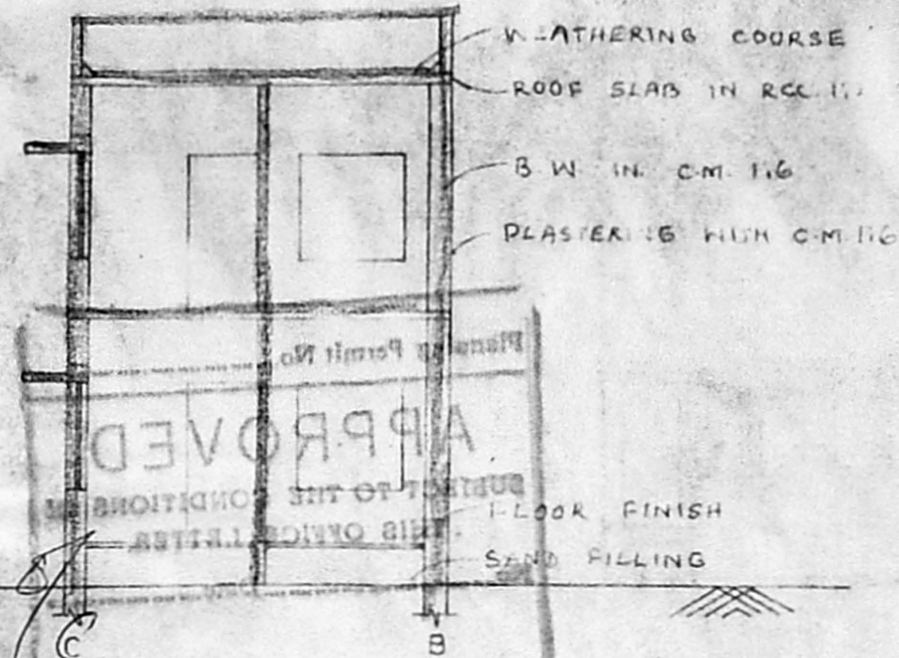 WEATHERING COURSE
ROOF SLAB IN RCC
B.W IN C.M. 1:6
PLASTERING WITH C.M 1:6
Planning Permit No
APPROVED
SUBJECT TO THE CONDITIONS
THIS OFFICE LETTER.
FLOOR FINISH
SAND FILLING
C
B